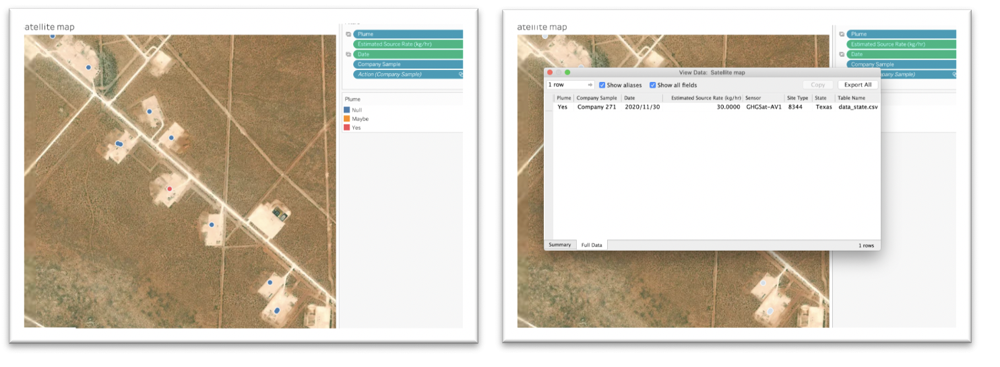 atellite map
Plume
Estimated Source Rate (kg/hr)
Date
Company Sample
Action (Company Sample)
Plume
Null
Maybe
Yes
atellite map
Plume
Estimated Source Rate (kg/hr)
Date
Company Sample
pany Sample)
View Data: Satellite map
1 row
Show aliases
Show all fields
Copy
Export All
Plume Company Sample Date Estimated Source Rate (kg/hr) Sensor Site Type State Table Name
Yes Company 271 2020/11/30 30.0000 GHGSat-AV1 8344 Texas data_state.csv
Summary
Full Data
1 rows